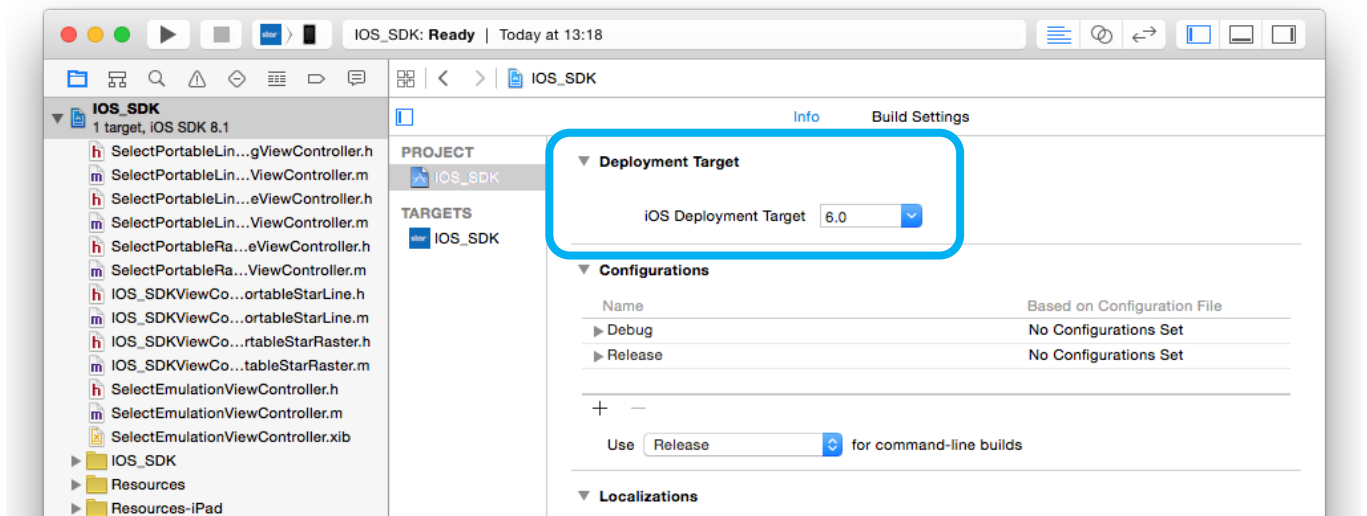 IOS_SDK: Ready | Today at 13:18
IOS_SDK
IOS_SDK
1 target, iOS SDK 8.1
h SelectPortableLin...gViewController.h
m SelectPortableLin...ViewController.m
h SelectPortableLin...eViewController.h
m SelectPortableLin...ViewController.m
h SelectPortableRa...eViewController.h
m SelectPortableRa...ViewController.m
h IOS_SDKViewCo...ortableStarLine.h
m IOS_SDKViewCo...ortableStarLine.m
h IOS_SDKViewCo...rtableStarRaster.h
m IOS_SDKViewCo...tableStarRaster.m
h SelectEmulationViewController.h
m SelectEmulationViewController.m
SelectEmulationViewController.xib
IOS_SDK
Resources
Resources-iPad
PROJECT
IOS_SDK
TARGETS
star IOS_SDK
Info Build Settings
Deployment Target
iOS Deployment Target 6.0
Configurations
Name Based on Configuration File
Debug No Configurations Set
Release No Configurations Set
+ −
Use Release for command-line builds
Localizations